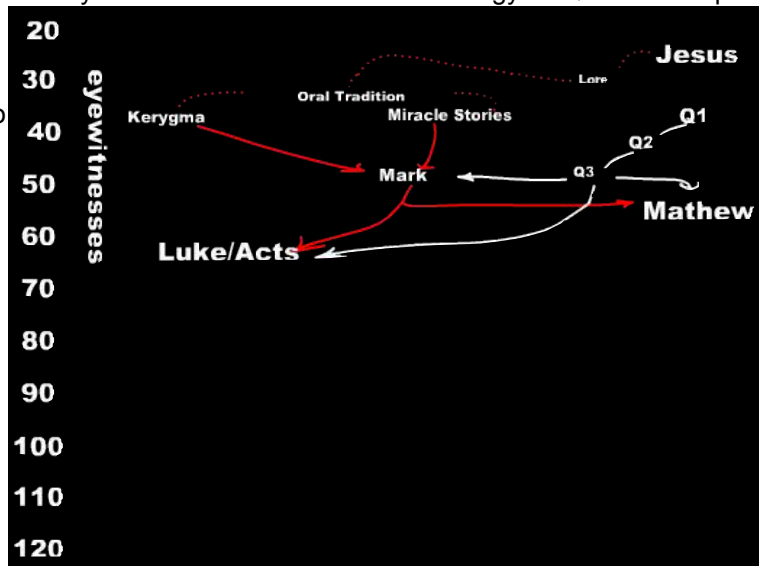 20
Jesus
30
Lore
Oral Tradition
Kerygma
Miracle Stories
Q1
40
Q2
Mark
Q3
50
Mathew
60
Luke/Acts
eyewitnesses
70
80
90
100
110
120